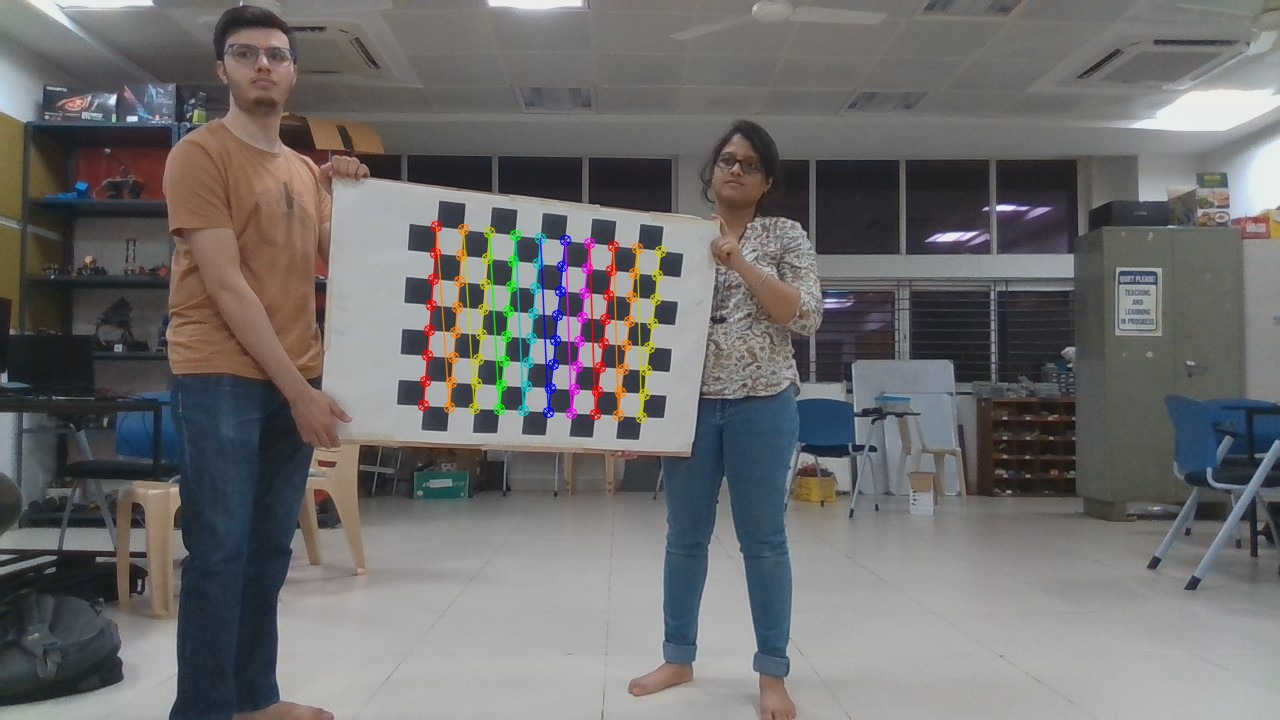 QUIET PLEASE!
TEACHING
AND
LEARNING
IN PROGRESS